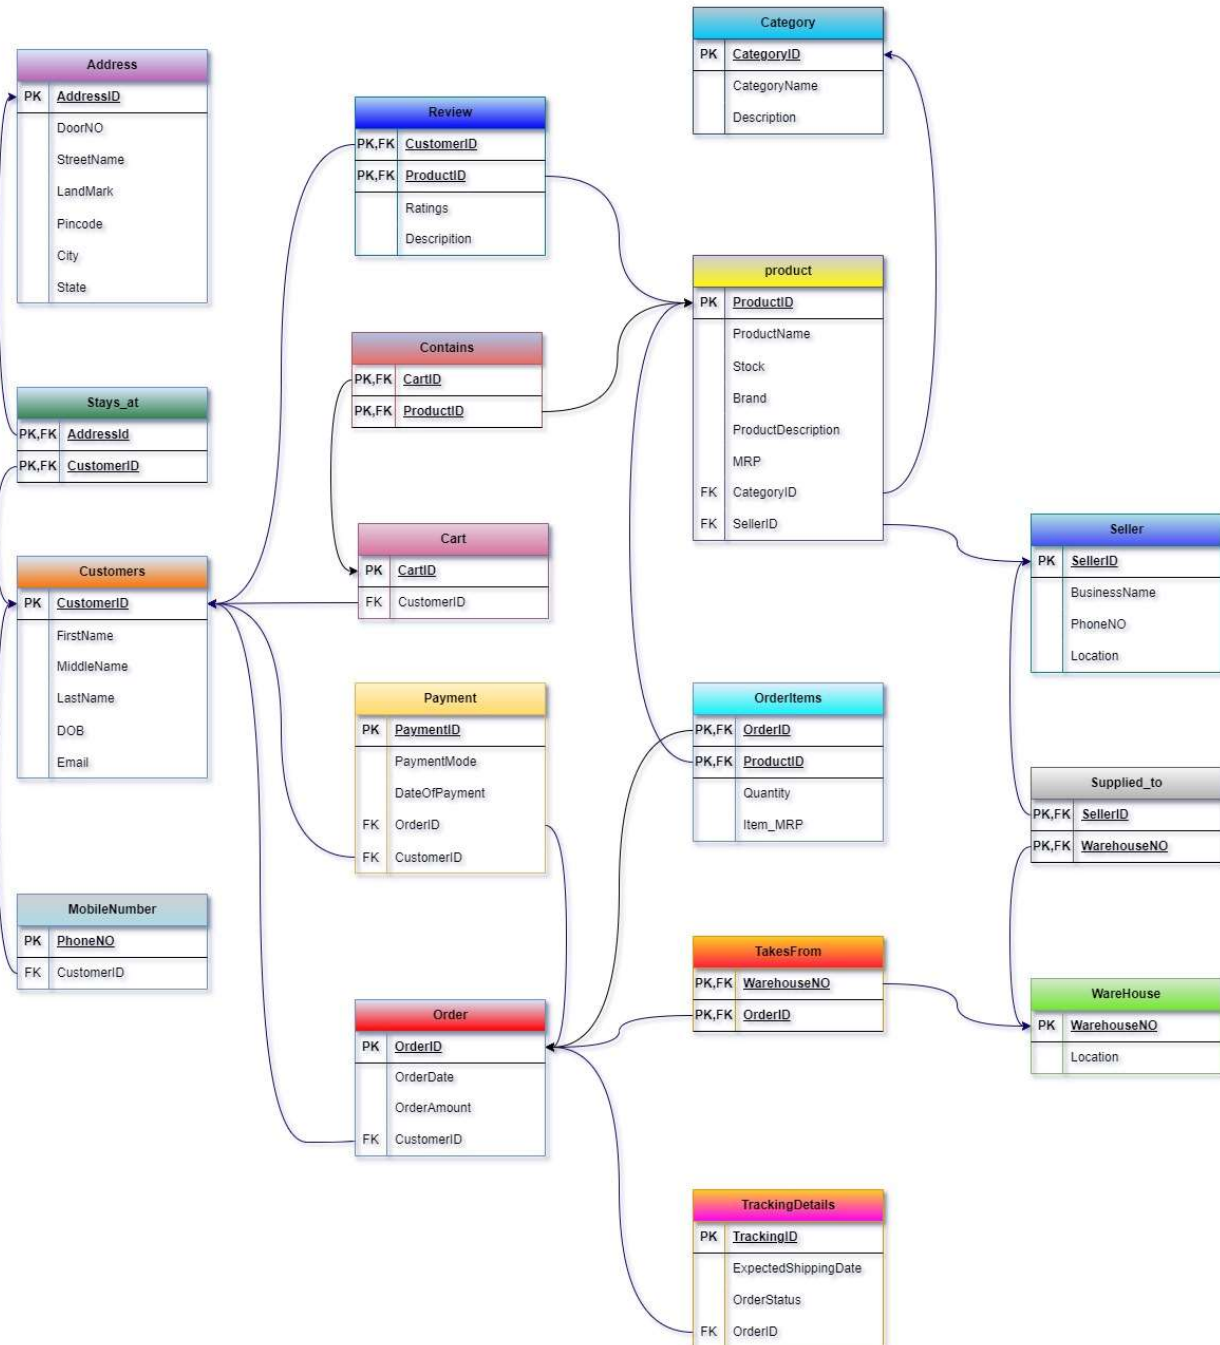 Address
PK AddressID
DoorNO
StreetName
LandMark
Pincode
City
State
Stays_at
PK,FK AddressId
PK,FK CustomerID
Customers
PK CustomerID
FirstName
MiddleName
LastName
DOB
Email
MobileNumber
PK PhoneNO
FK CustomerID
Review
PK,FK CustomerID
PK,FK ProductID
Ratings
Descripition
Contains
PK,FK CartID
PK,FK ProductID
Cart
PK CartID
FK CustomerID
Payment
PK PaymentID
PaymentMode
DateOfPayment
FK OrderID
FK CustomerID
Order
PK OrderID
OrderDate
OrderAmount
FK CustomerID
Category
PK CategoryID
CategoryName
Description
product
PK ProductID
ProductName
Stock
Brand
ProductDescription
MRP
FK CategoryID
FK SellerID
OrderItems
PK,FK OrderID
PK,FK ProductID
Quantity
Item_MRP
TakesFrom
PK,FK WarehouseNO
PK,FK OrderID
TrackingDetails
PK TrackingID
ExpectedShippingDate
OrderStatus
FK OrderID
Seller
PK SellerID
BusinessName
PhoneNO
Location
Supplied_to
PK,FK SellerID
PK,FK WarehouseNO
WareHouse
PK WarehouseNO
Location